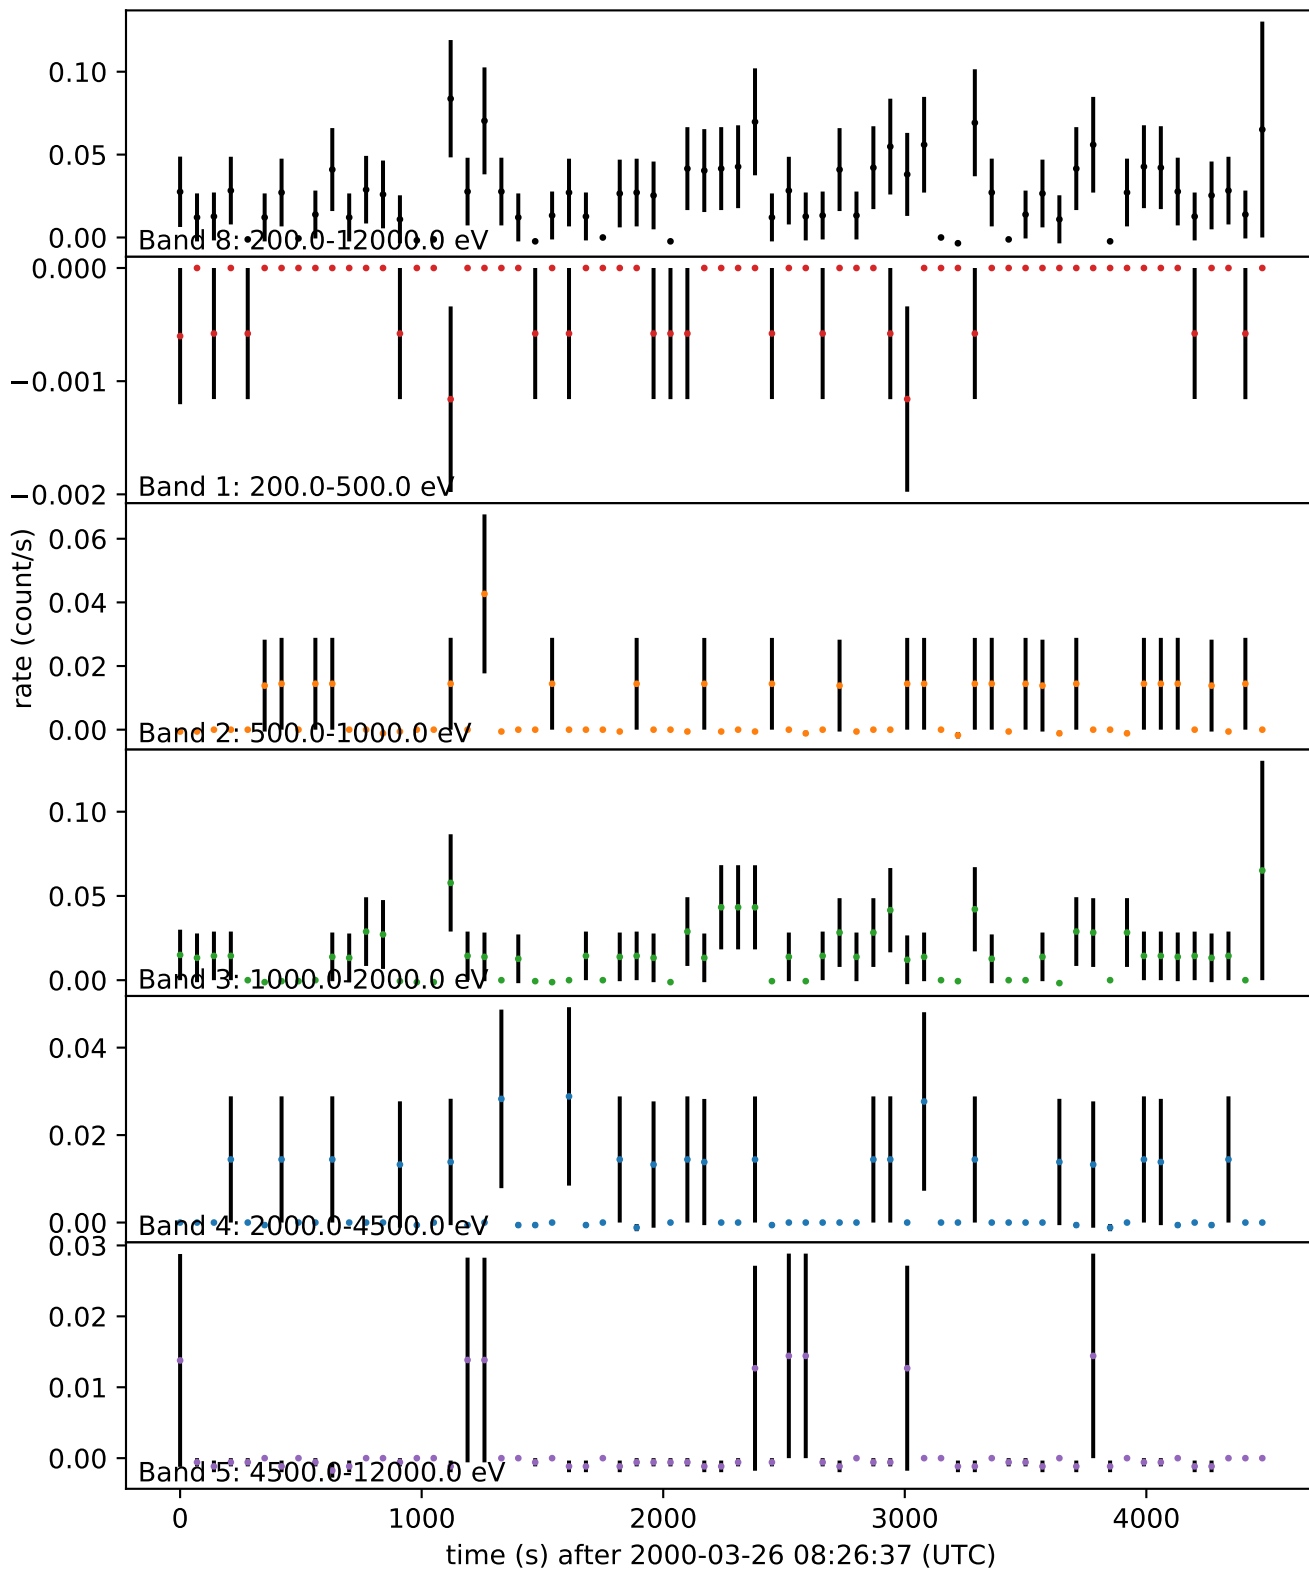 0.10
0.05
0.00
Band 8: 200.0-12000.0 eV
0.000
−0.001
−0.002
Band 1: 200.0-500.0 eV
rate (count/s)
0.06
0.04
0.02
0.00
Band 2: 500.0-1000.0 eV
0.10
0.05
0.00
Band 3: 1000.0-2000.0 eV
0.04
0.02
0.00
Band 4: 2000.0-4500.0 eV
0.03
0.02
0.01
0.00
Band 5: 4500.0-12000.0 eV
0 1000 2000 3000 4000
time (s) after 2000-03-26 08:26:37 (UTC)